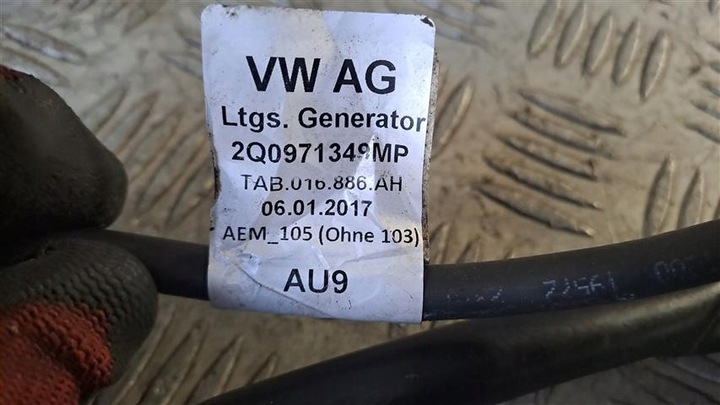 VW AG
Ltgs. Generator
2Q0971349MP
TAB.016.886.AH
06.01.2017
AEM_105 (Ohne 103)
AU9